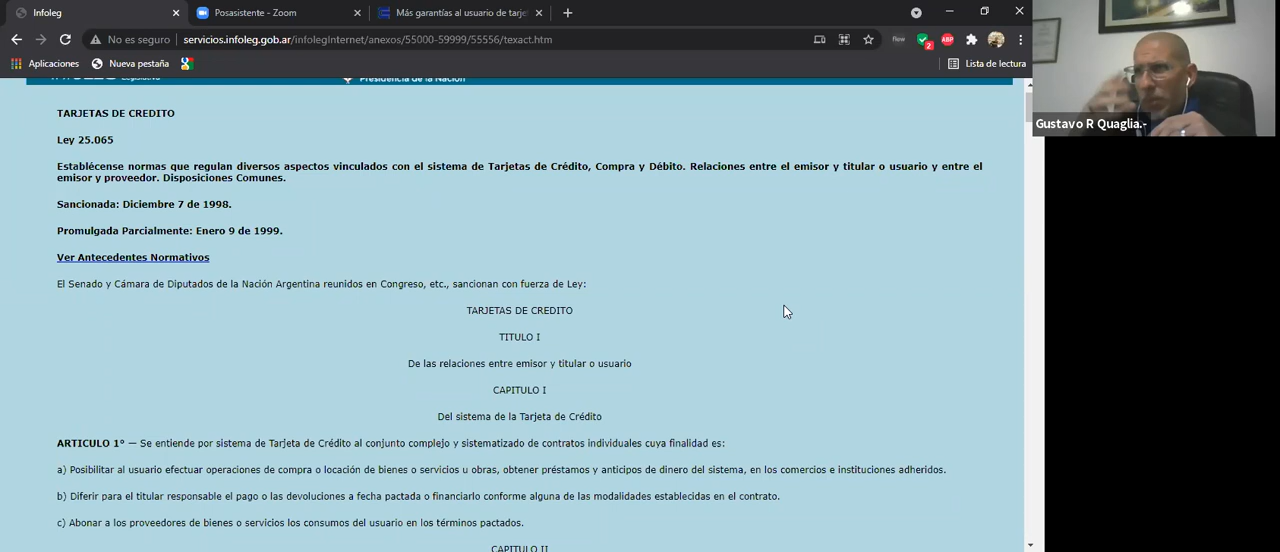 Infoleg
Posasistente - Zoom
Más garantías al usuario de tarje
No es seguro
servicios.infoleg.gob.ar/infolegInternet/anexos/55000-59999/55556/texact.htm
flew
2
ABP
Aplicaciones
Nueva pestaña
Lista de lectura
Legislativa
Presidencia de la Nación
TARJETAS DE CREDITO
Ley 25.065
Establécense normas que regulan diversos aspectos vinculados con el sistema de Tarjetas de Crédito, Compra y Débito. Relaciones entre el emisor y titular o usuario y entre el
emisor y proveedor. Disposiciones Comunes.
Sancionada: Diciembre 7 de 1998.
Promulgada Parcialmente: Enero 9 de 1999.
Ver Antecedentes Normativos
El Senado y Cámara de Diputados de la Nación Argentina reunidos en Congreso, etc., sancionan con fuerza de Ley:
TARJETAS DE CREDITO
TITULO I
De las relaciones entre emisor y titular o usuario
CAPITULO I
Del sistema de la Tarjeta de Crédito
ARTICULO 1° — Se entiende por sistema de Tarjeta de Crédito al conjunto complejo y sistematizado de contratos individuales cuya finalidad es:
a) Posibilitar al usuario efectuar operaciones de compra o locación de bienes o servicios u obras, obtener préstamos y anticipos de dinero del sistema, en los comercios e instituciones adheridos.
b) Diferir para el titular responsable el pago o las devoluciones a fecha pactada o financiarlo conforme alguna de las modalidades establecidas en el contrato.
c) Abonar a los proveedores de bienes o servicios los consumos del usuario en los términos pactados.
CAPITULO II
Gustavo R Quaglia.-